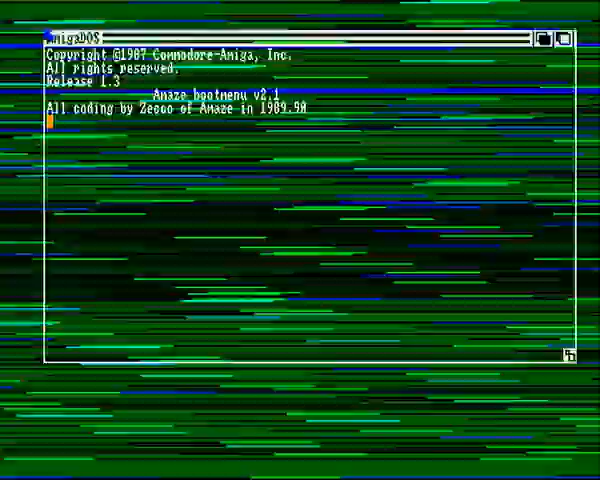 AmigaDOS
Copyright @1987 Commodore-Amiga, Inc.
All rights reserved.
Release 1.3
Amaze bootmenu v2.1
All coding by Zecoo of Amaze in 1989.90